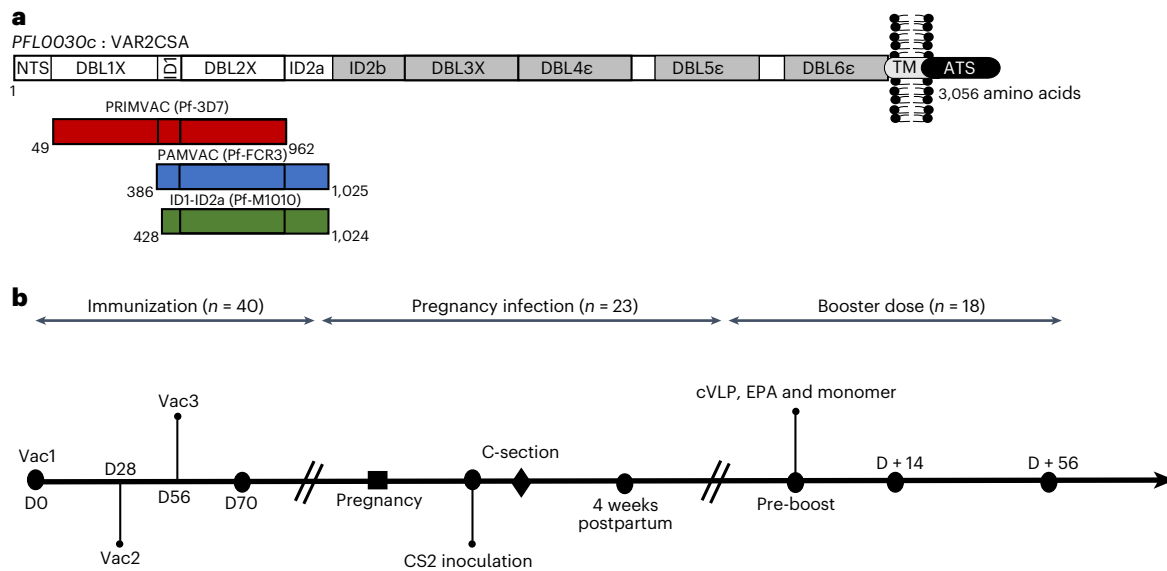 a
PFL0030c : VAR2CSA
NTS DBL1X ID1 DBL2X ID2a ID2b DBL3X DBL4ε DBL5ε DBL6ε TM ATS
1
3,056 amino acids
PRIMVAC (Pf-3D7)
49 962
PAMVAC (Pf-FCR3)
386 1,025
ID1-ID2a (Pf-M1010)
428 1,024
b
Immunization (n = 40) Pregnancy infection (n = 23) Booster dose (n = 18)
cVLP, EPA and monomer
Vac3
Vac1 D28 C-section D + 14 D + 56
D0 D56 D70 Pregnancy 4 weeks
postpartum
Pre-boost
Vac2 CS2 inoculation